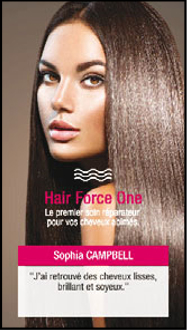 Hair Force One
Le premier soin réparateur
pour vos cheveux abîmés.
Sophia CAMPBELL
"J'ai retrouvé des cheveux lisses,
brillant et soyeux."